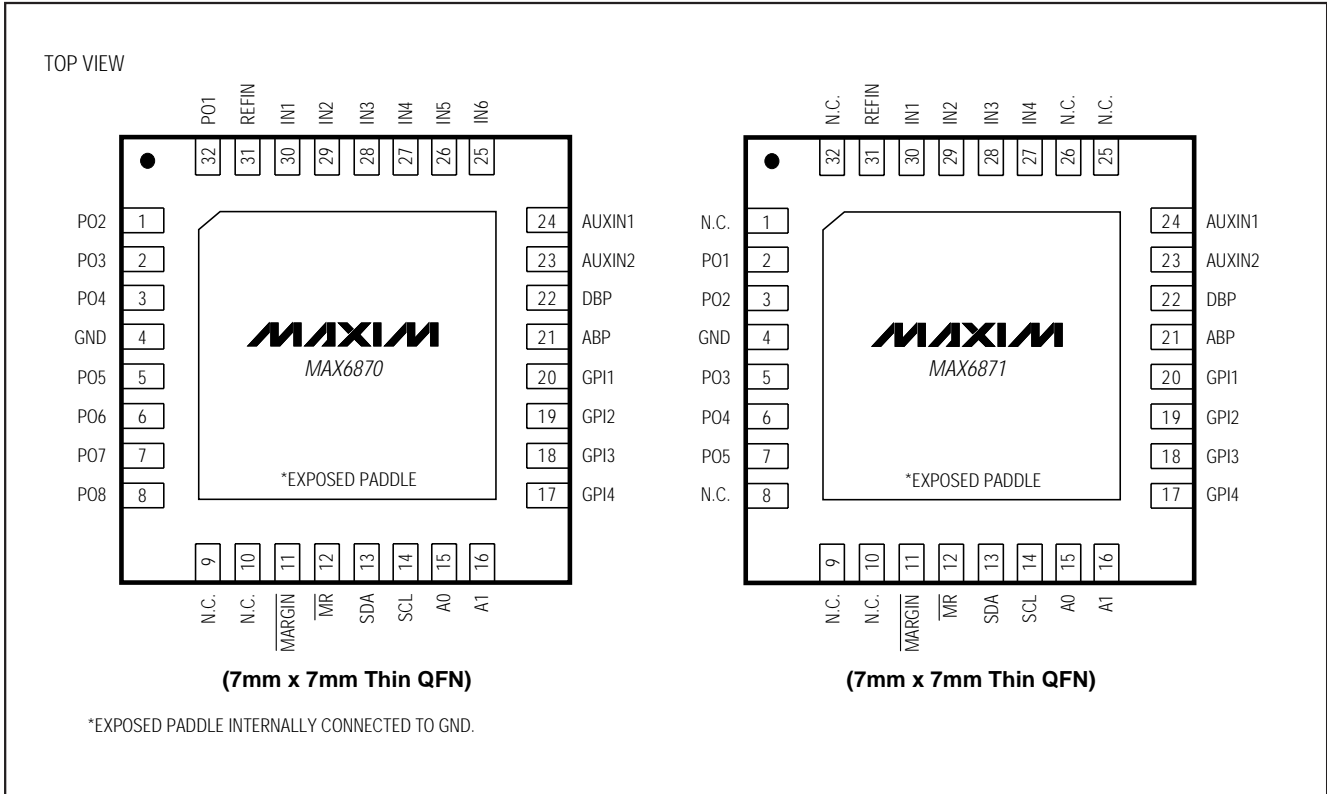 TOP VIEW
PO1 REFIN IN1 IN2 IN3 IN4 IN5 IN6
32 31 30 29 28 27 26 25
PO2 1
PO3 2
PO4 3
GND 4
PO5 5
PO6 6
PO7 7
PO8 8
MAXIM
MAX6870
*EXPOSED PADDLE
24 AUXIN1
23 AUXIN2
22 DBP
21 ABP
20 GPI1
19 GPI2
18 GPI3
17 GPI4
9 10 11 12 13 14 15 16
N.C. N.C. MARGIN MR SDA SCL A0 A1
(7mm x 7mm Thin QFN)
N.C. REFIN IN1 IN2 IN3 IN4 N.C. N.C.
32 31 30 29 28 27 26 25
N.C. 1
PO1 2
PO2 3
GND 4
PO3 5
PO4 6
PO5 7
N.C. 8
MAXIM
MAX6871
*EXPOSED PADDLE
24 AUXIN1
23 AUXIN2
22 DBP
21 ABP
20 GPI1
19 GPI2
18 GPI3
17 GPI4
9 10 11 12 13 14 15 16
N.C. N.C. MARGIN MR SDA SCL A0 A1
(7mm x 7mm Thin QFN)
*EXPOSED PADDLE INTERNALLY CONNECTED TO GND.